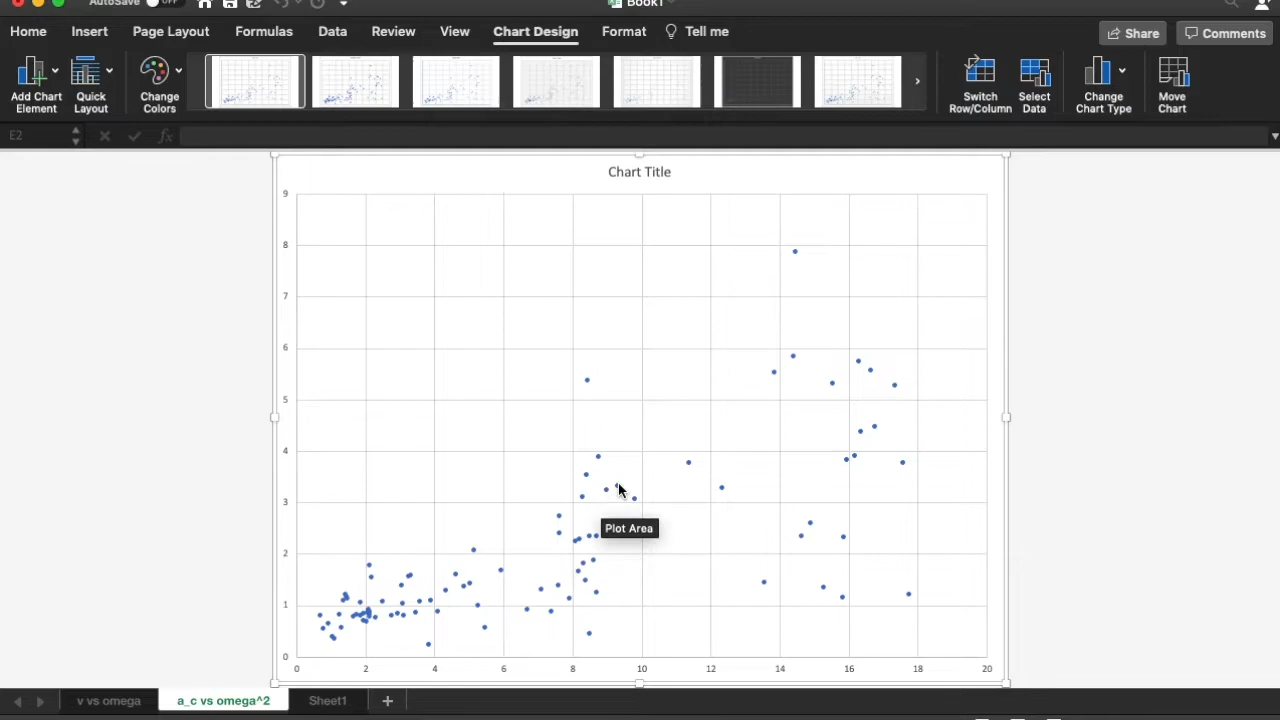 AutoSave OFF
Book1
Home Insert Page Layout Formulas Data Review View Chart Design Format Tell me Share Comments
Add Chart Element
Quick Layout
Change Colors
Switch Row/Column
Select Data
Change Chart Type
Move Chart
E2 fx
Chart Title
9
8
7
6
5
4
3
2
1
0
Plot Area
0 2 4 6 8 10 12 14 16 18 20
v vs omega a_c vs omega^2 Sheet1 +